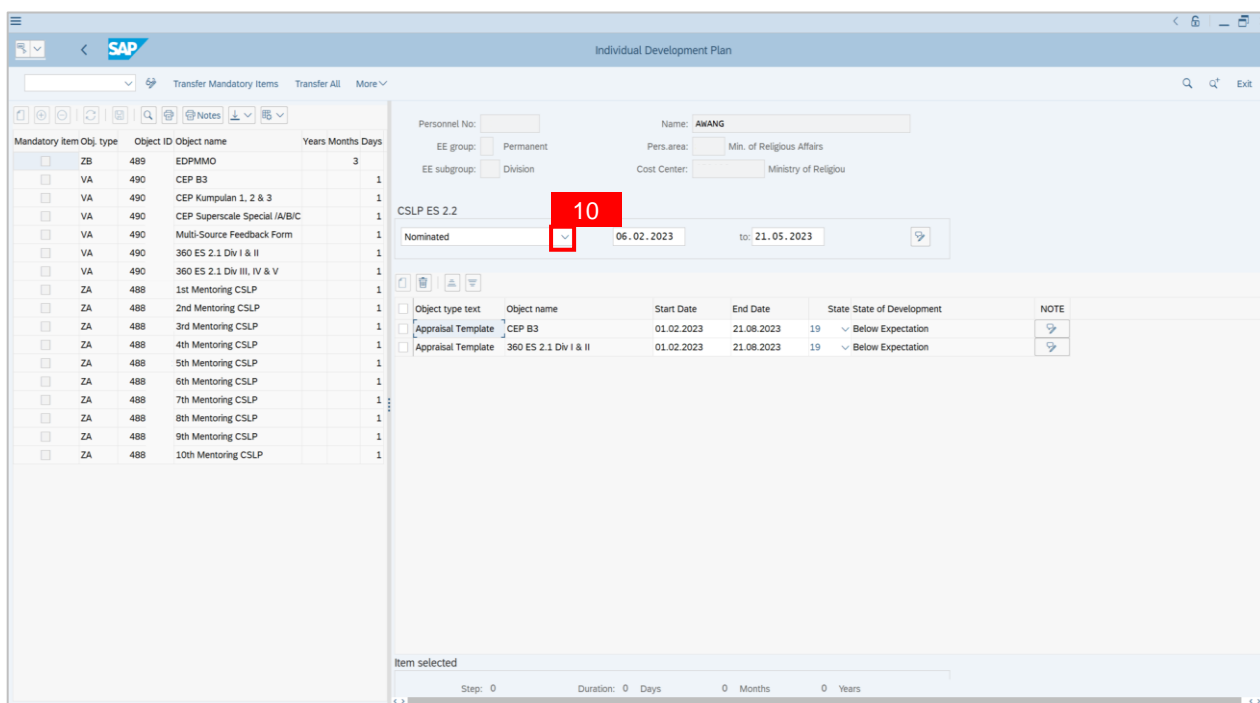 SAP
Individual Development Plan
Transfer Mandatory Items Transfer All More
Exit
Notes
Mandatory item Obj. type Object ID Object name Years Months Days
ZB 489 EDPMMO 3
VA 490 CEP B3 1
VA 490 CEP Kumpulan 1, 2 & 3 1
VA 490 CEP Superscale Special /A/B/C 1
VA 490 Multi-Source Feedback Form 1
VA 490 360 ES 2.1 Div I & II 1
VA 490 360 ES 2.1 Div III, IV & V 1
ZA 488 1st Mentoring CSLP 1
ZA 488 2nd Mentoring CSLP 1
ZA 488 3rd Mentoring CSLP 1
ZA 488 4th Mentoring CSLP 1
ZA 488 5th Mentoring CSLP 1
ZA 488 6th Mentoring CSLP 1
ZA 488 7th Mentoring CSLP 1
ZA 488 8th Mentoring CSLP 1
ZA 488 9th Mentoring CSLP 1
ZA 488 10th Mentoring CSLP 1
Personnel No: Name: AWANG
EE group: Permanent Pers.area: Min. of Religious Affairs
EE subgroup: Division Cost Center: Ministry of Religiou
CSLP ES 2.2
10
Nominated 06.02.2023 to: 21.05.2023
Object type text Object name Start Date End Date State State of Development NOTE
Appraisal Template CEP B3 01.02.2023 21.08.2023 19 Below Expectation
Appraisal Template 360 ES 2.1 Div I & II 01.02.2023 21.08.2023 19 Below Expectation
Item selected
Step: 0 Duration: 0 Days 0 Months 0 Years